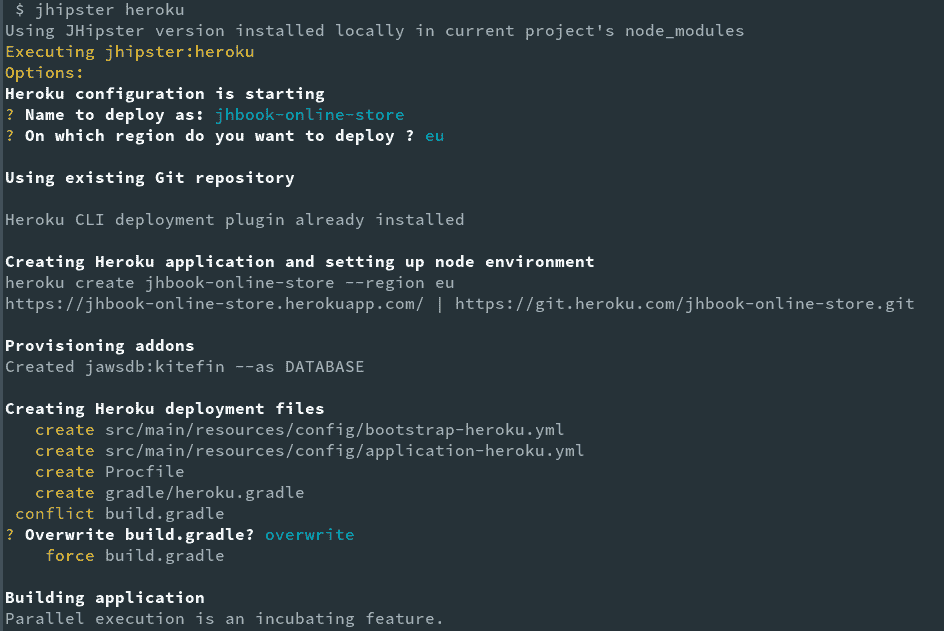 $ jhipster heroku
Using JHipster version installed locally in current project's node_modules
Executing jhipster:heroku
Options:
Heroku configuration is starting
? Name to deploy as: jhbook-online-store
? On which region do you want to deploy ? eu
Using existing Git repository
Heroku CLI deployment plugin already installed
Creating Heroku application and setting up node environment
heroku create jhbook-online-store --region eu
https://jhbook-online-store.herokuapp.com/ | https://git.heroku.com/jhbook-online-store.git
Provisioning addons
Created jawsdb:kitefin --as DATABASE
Creating Heroku deployment files
create src/main/resources/config/bootstrap-heroku.yml
create src/main/resources/config/application-heroku.yml
create Procfile
create gradle/heroku.gradle
conflict build.gradle
? Overwrite build.gradle? overwrite
force build.gradle
Building application
Parallel execution is an incubating feature.